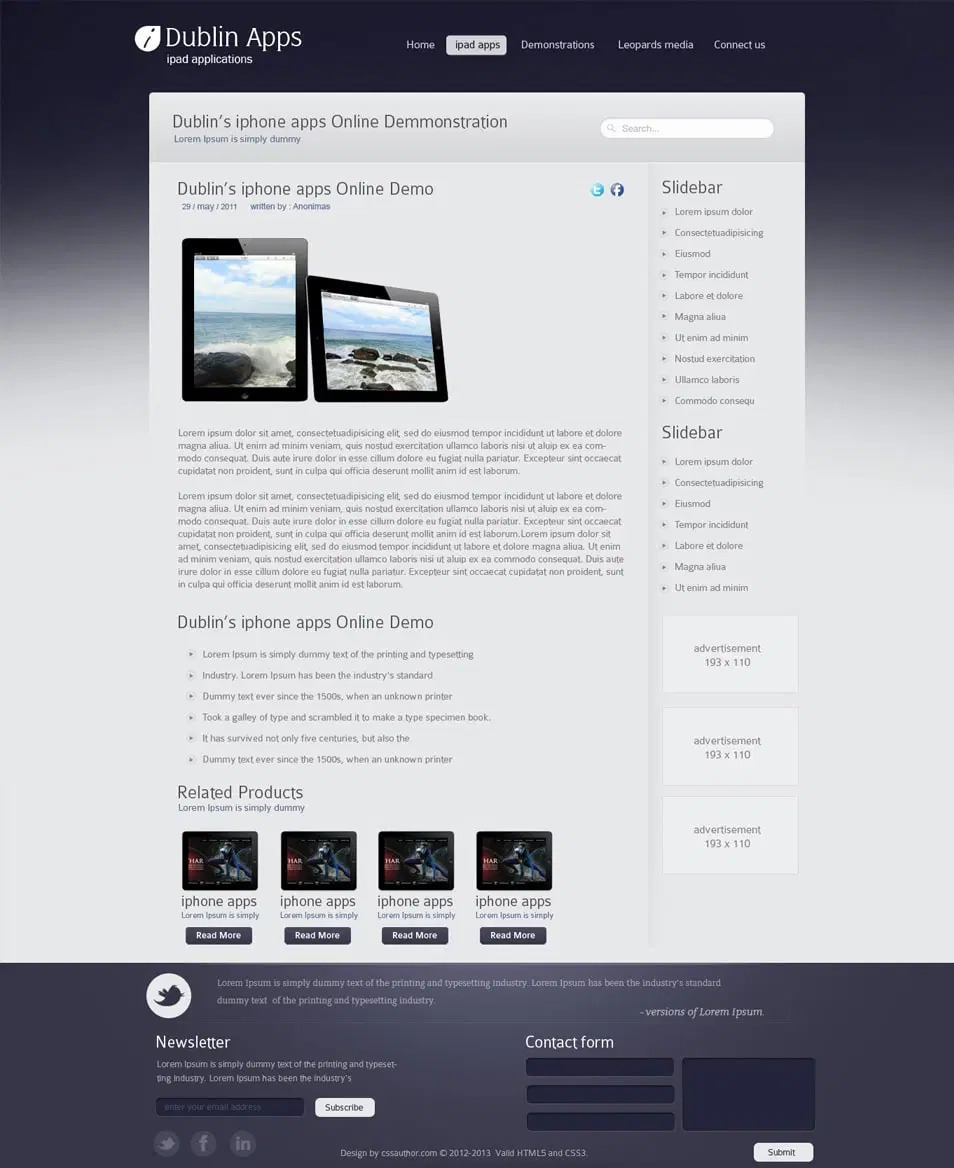 Dublin Apps
ipad applications
Home
ipad apps
Demonstrations
Leopards media
Connect us
Dublin's iphone apps Online Demmonstration
Lorem Ipsum is simply dummy
Search...
Dublin's iphone apps Online Demo
29 / may / 2011 written by : Anonimas
Lorem ipsum dolor sit amet, consectetuadipisicing elit, sed do eiusmod tempor incididunt ut labore et dolore
magna aliua. Ut enim ad minim veniam, quis nostud exercitation ullamco laboris nisi ut aluip ex ea com-
modo consequat. Duis aute irure dolor in esse cillum dolore eu fugiat nulla pariatur. Excepteur sint occaecat
cupidatat non proident, sunt in culpa qui officia deserunt mollit anim id est laborum.
Lorem ipsum dolor sit amet, consectetuadipisicing elit, sed do eiusmod tempor incididunt ut labore et dolore
magna aliua. Ut enim ad minim veniam, quis nostud exercitation ullamco laboris nisi ut aluip ex ea com-
modo consequat. Duis aute irure dolor in esse cillum dolore eu fugiat nulla pariatur. Excepteur sint occaecat
cupidatat non proident, sunt in culpa qui officia deserunt mollit anim id est laborum.Lorem ipsum dolor sit
amet, consectetuadipisicing elit, sed do eiusmod tempor incididunt ut labore et dolore magna aliua. Ut enim
ad minim veniam, quis nostud exercitation ullamco laboris nisi ut aluip ex ea commodo consequat. Duis aute
irure dolor in esse cillum dolore eu fugiat nulla pariatur. Excepteur sint occaecat cupidatat non proident, sunt
in culpa qui officia deserunt mollit anim id est laborum.
Dublin's iphone apps Online Demo
Lorem Ipsum is simply dummy text of the printing and typesetting
Industry. Lorem Ipsum has been the industry's standard
Dummy text ever since the 1500s, when an unknown printer
Took a galley of type and scrambled it to make a type specimen book.
It has survived not only five centuries, but also the
Dummy text ever since the 1500s, when an unknown printer
Related Products
Lorem Ipsum is simply dummy
HAR
iphone apps
Lorem Ipsum is simply
Read More
HAR
iphone apps
Lorem Ipsum is simply
Read More
HAR
iphone apps
Lorem Ipsum is simply
Read More
HAR
iphone apps
Lorem Ipsum is simply
Read More
Slidebar
Lorem ipsum dolor
Consectetuadipisicing
Eiusmod
Tempor incididunt
Labore et dolore
Magna aliua
Ut enim ad minim
Nostud exercitation
Ullamco laboris
Commodo consequ
Slidebar
Lorem ipsum dolor
Consectetuadipisicing
Eiusmod
Tempor incididunt
Labore et dolore
Magna aliua
Ut enim ad minim
advertisement
193 x 110
advertisement
193 x 110
advertisement
193 x 110
Lorem Ipsum is simply dummy text of the printing and typesetting industry. Lorem Ipsum has been the industry's standard
dummy text of the printing and typesetting industry.
- versions of Lorem Ipsum.
Newsletter
Lorem Ipsum is simply dummy text of the printing and typeset-
ting industry. Lorem Ipsum has been the industry's
enter your email address
Subscribe
Contact form
Submit
Design by cssauthor.com © 2012-2013 Valid HTML5 and CSS3.